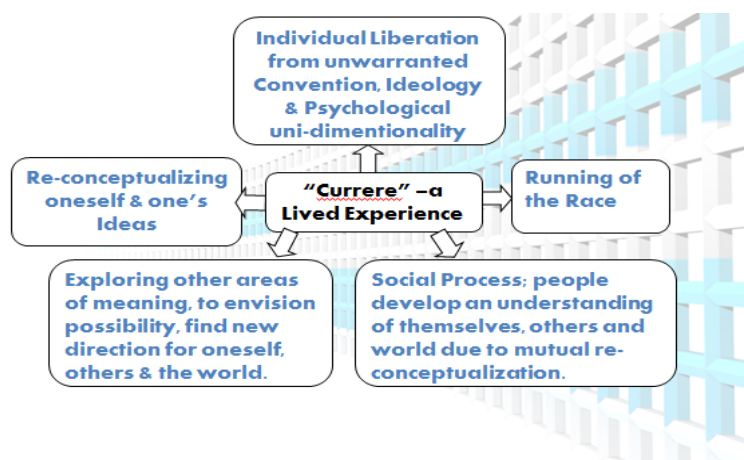 Individual Liberation
from unwarranted
Convention, Ideology
& Psychological
uni-dimentionality
Re-conceptualizing
oneself & one's
Ideas
"Currere" –a
Lived Experience
Running of
the Race
Exploring other areas
of meaning, to envision
possibility, find new
direction for oneself,
others & the world.
Social Process; people
develop an understanding
of themselves, others and
world due to mutual re-
conceptualization.